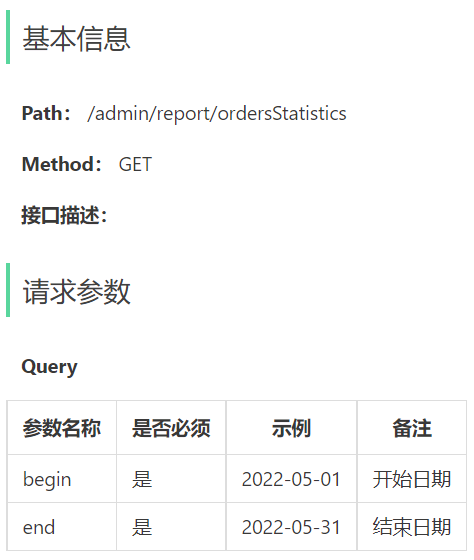 基本信息
Path： /admin/report/ordersStatistics
Method： GET
接口描述：
请求参数
Query
参数名称 是否必须 示例 备注
begin 是 2022-05-01 开始日期
end 是 2022-05-31 结束日期